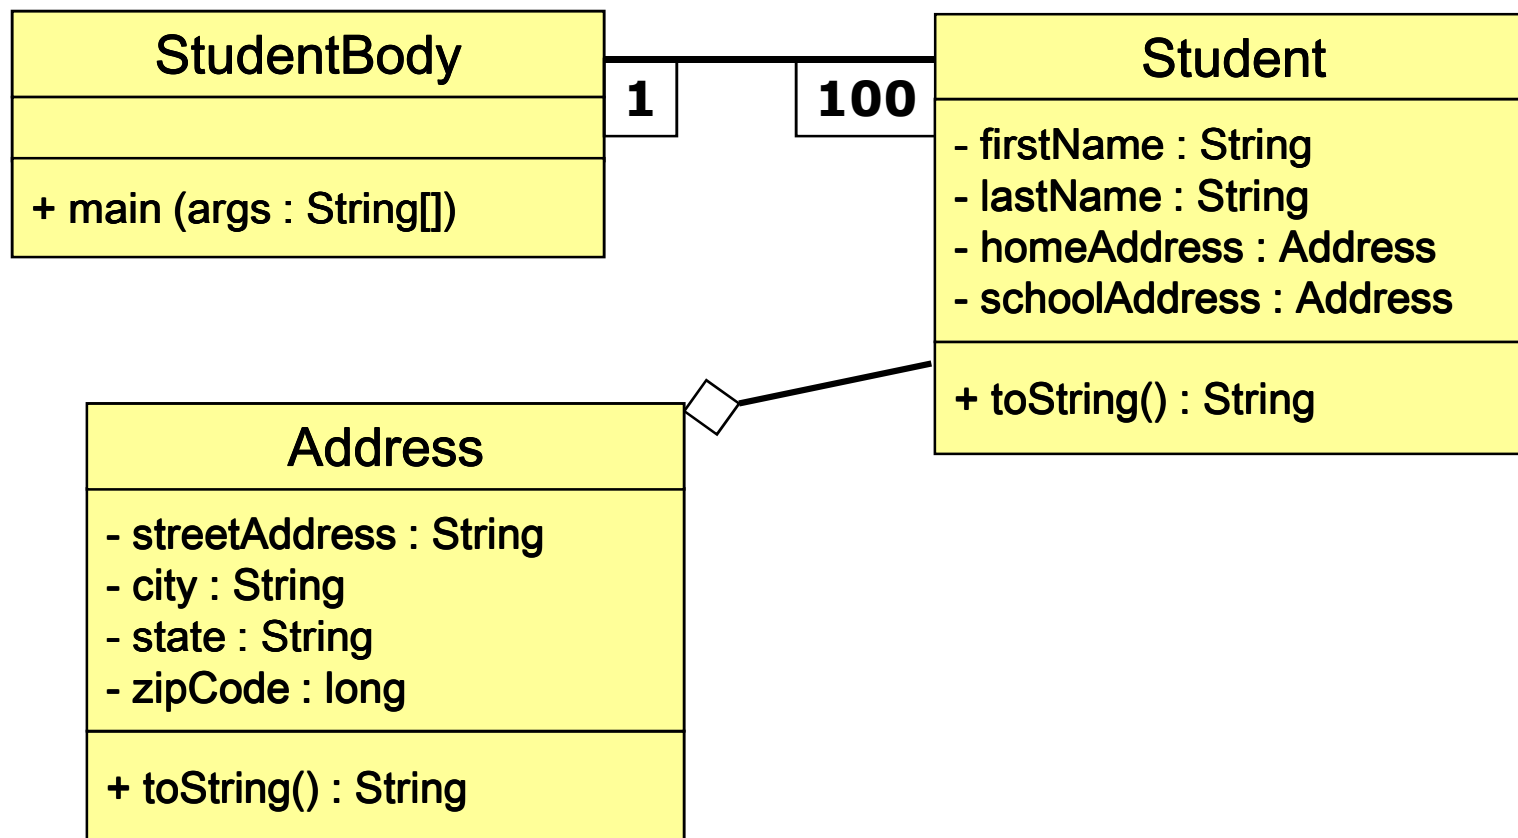 StudentBody
+ main (args : String[])
1
100
Student
- firstName : String
- lastName : String
- homeAddress : Address
- schoolAddress : Address
+ toString() : String
Address
- streetAddress : String
- city : String
- state : String
- zipCode : long
+ toString() : String